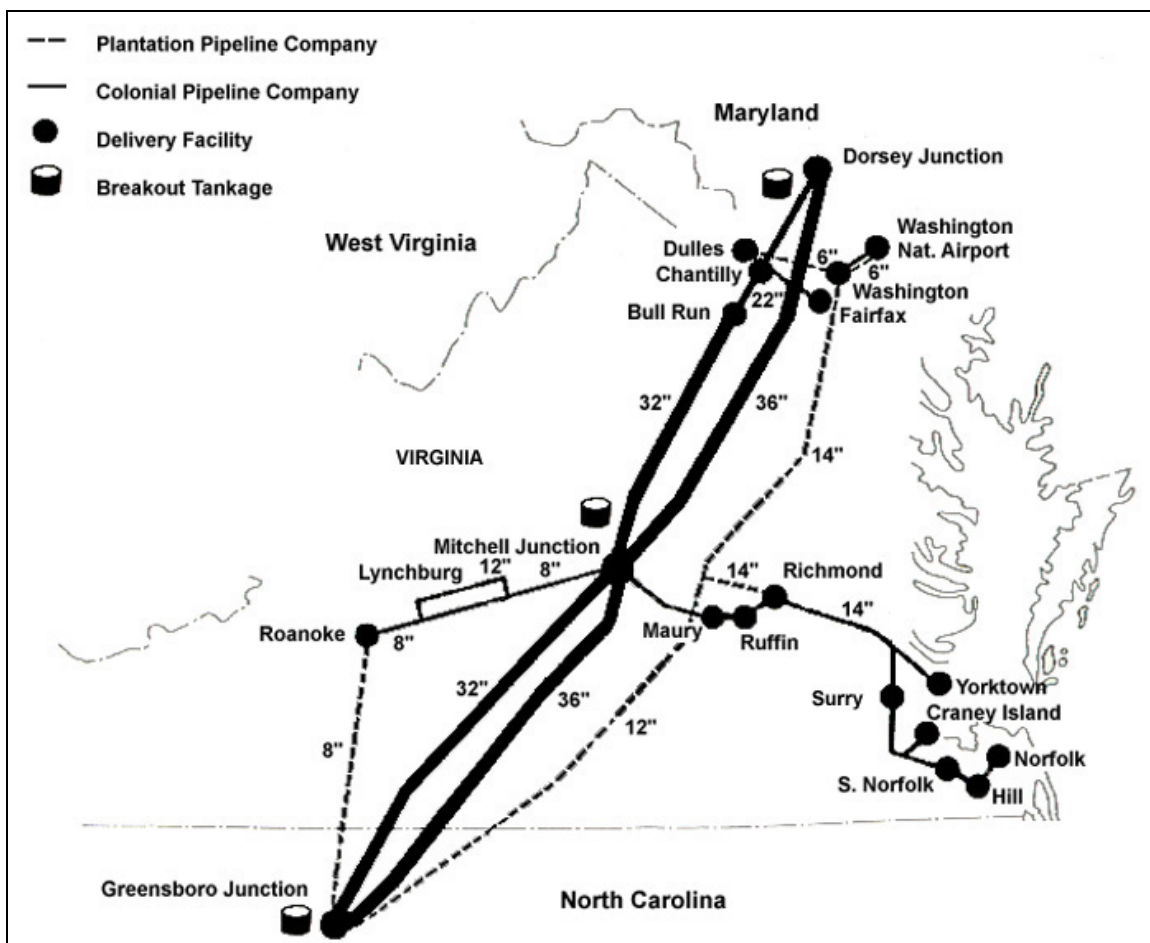 Plantation Pipeline Company
Colonial Pipeline Company
Delivery Facility
Breakout Tankage
Maryland
Dorsey Junction
West Virginia
Washington
Nat. Airport
Dulles
6"
6"
Chantilly
Washington
22"
Bull Run
Fairfax
32"
36"
VIRGINIA
14"
Mitchell Junction
12"
8"
Lynchburg
14"
Richmond
14"
Roanoke
8"
Maury
Ruffin
32"
36"
Surry
Yorktown
Craney Island
12"
8"
Norfolk
S. Norfolk
Hill
Greensboro Junction
North Carolina